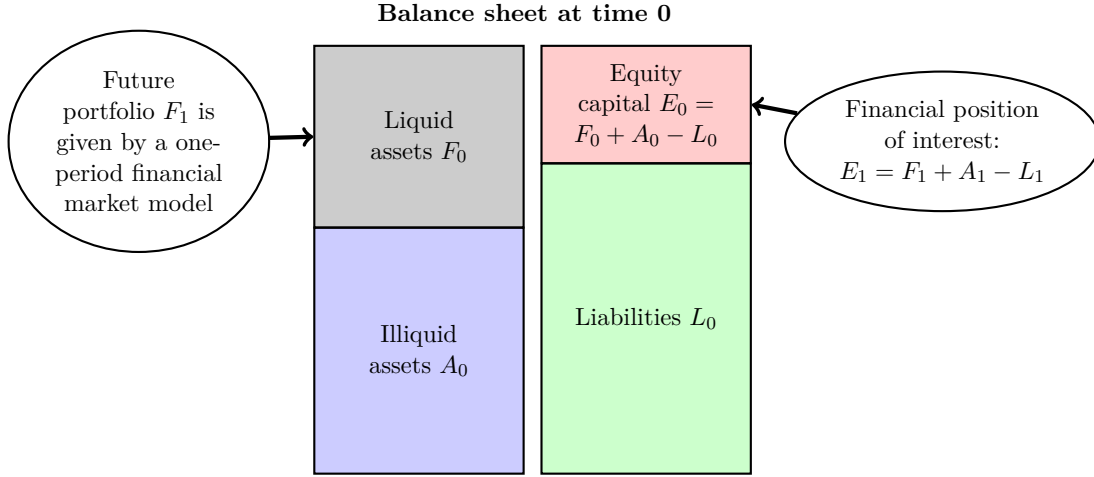 Balance sheet at time 0
Future
portfolio F₁ is
given by a one-
period financial
market model
Liquid
assets F₀
Illiquid
assets A₀
Equity
capital E₀ =
F₀ + A₀ − L₀
Liabilities L₀
Financial position
of interest:
E₁ = F₁ + A₁ − L₁